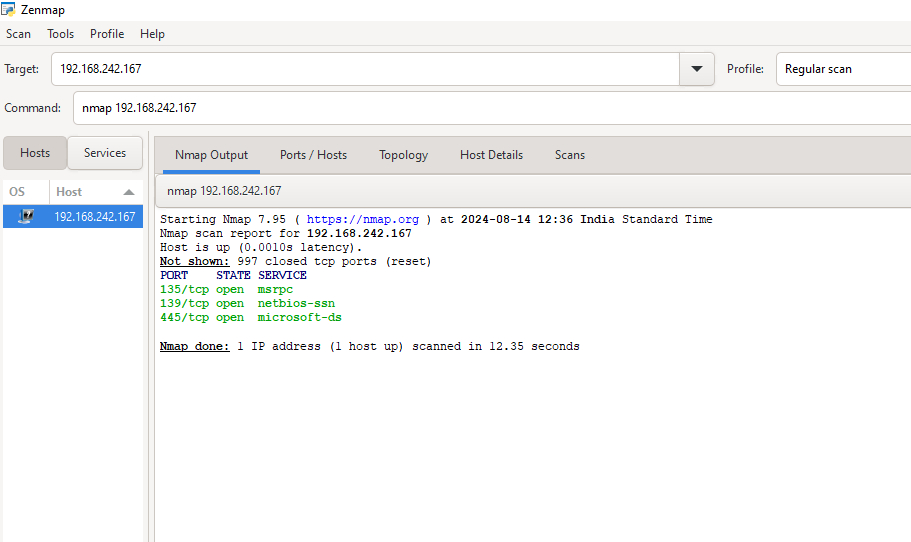 Zenmap
Scan Tools Profile Help
Target: 192.168.242.167 Profile: Regular scan
Command: nmap 192.168.242.167
Hosts Services Nmap Output Ports / Hosts Topology Host Details Scans
OS Host
nmap 192.168.242.167
192.168.242.167
Starting Nmap 7.95 ( https://nmap.org ) at 2024-08-14 12:36 India Standard Time
Nmap scan report for 192.168.242.167
Host is up (0.0010s latency).
Not shown: 997 closed tcp ports (reset)
PORT STATE SERVICE
135/tcp open msrpc
139/tcp open netbios-ssn
445/tcp open microsoft-ds
Nmap done: 1 IP address (1 host up) scanned in 12.35 seconds